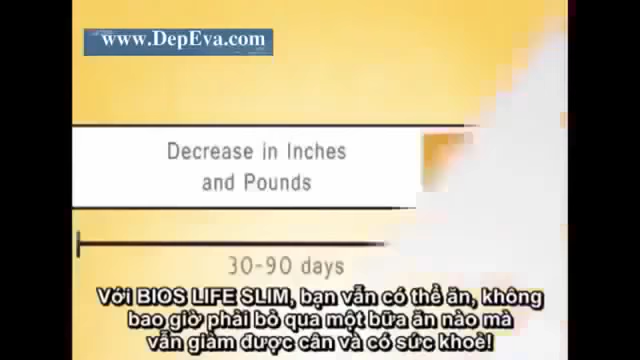 www.DepEva.com
Decrease in Inches
and Pounds
30-90 days
Với BIOS LIFE SLIM, bạn vẫn có thể ăn, không
bao giờ phải bỏ qua một bữa ăn nào mà
vẫn giảm được cân và có sức khoẻ!